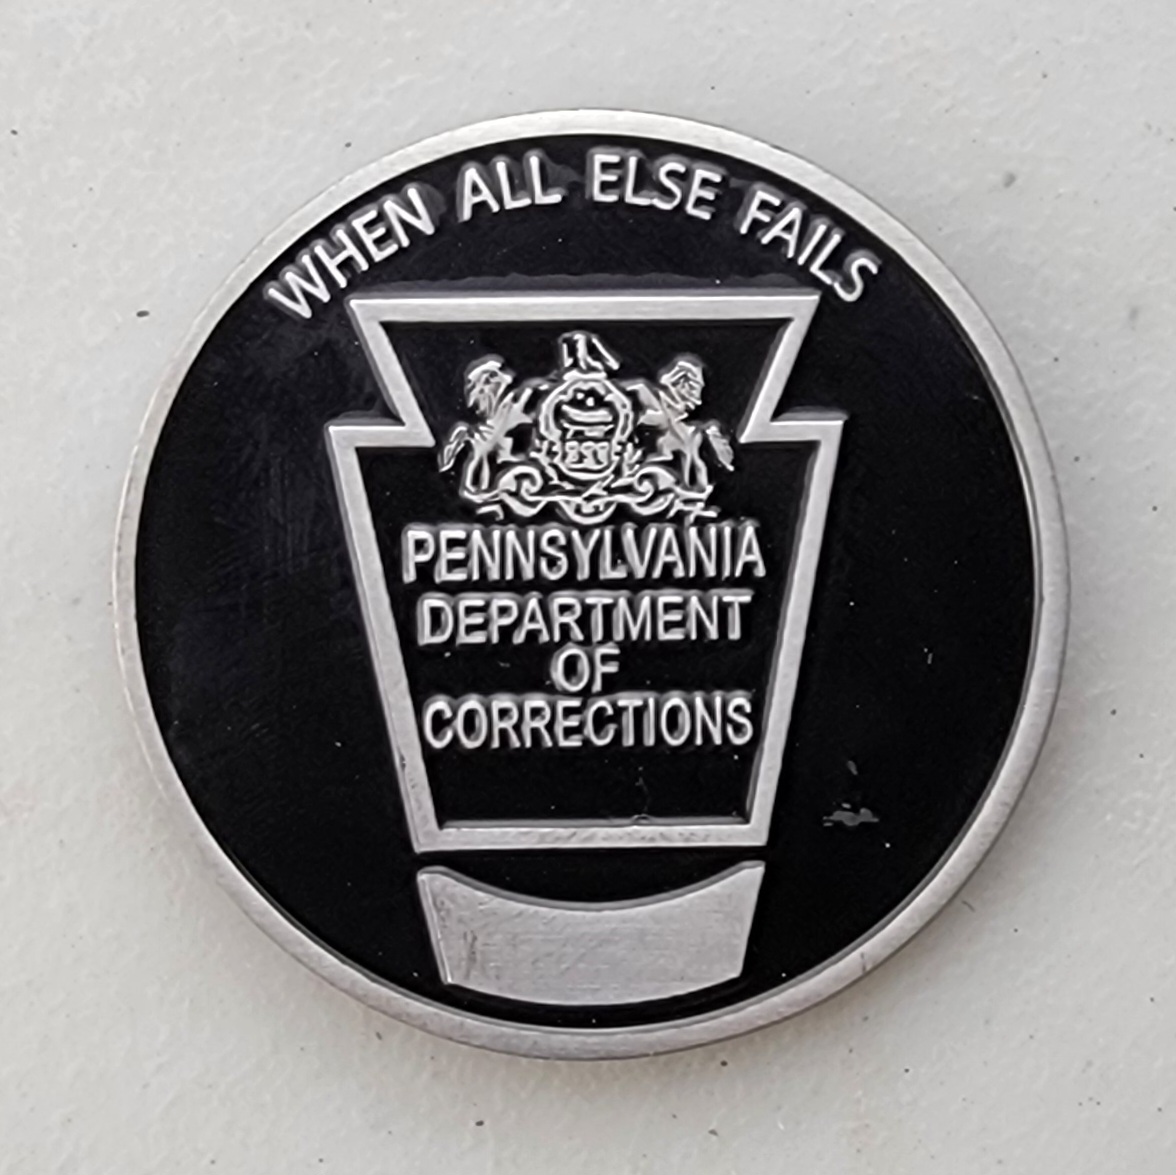 WHEN ALL ELSE FAILS
PENNSYLVANIA
DEPARTMENT
OF
CORRECTIONS